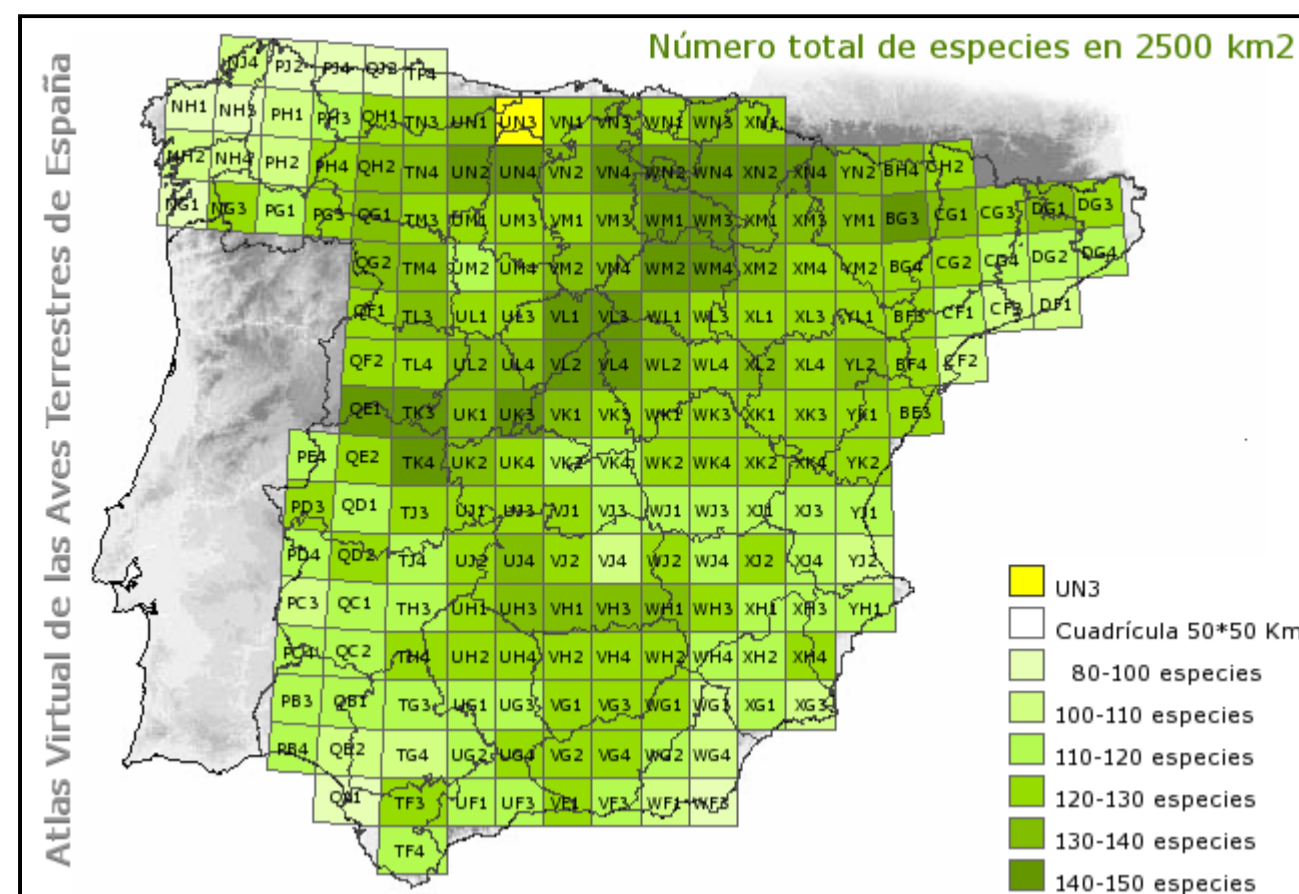 Número total de especies en 2500 km2
Atlas Virtual de las Aves Terrestres de España
NJ4 PJ2 PJ4 QJ2 TP4
NH1 NH3 PH1 PH3 QH1 TN3 UN1 UN3 VN1 VN3 WN1 WN3 XN1
NH2 NH4 PH2 PH4 QH2 TN4 UN2 UN4 VN2 VN4 WN2 WN4 XN2 XN4 YN2 BH4 CH2
NG1 NG3 PG1 PG3 QG1 TM3 UM1 UM3 VM1 VM3 WM1 WM3 XM1 XM3 YM1 BG3 CG1 CG3 DG1 DG3
QG2 TM4 UM2 UM4 VM2 VM4 WM2 WM4 XM2 XM4 YM2 BG4 CG2 CG4 DG2 DG4
QF1 TL3 UL1 UL3 VL1 VL3 WL1 WL3 XL1 XL3 YL1 BF3 CF1 CF3 DF1
QF2 TL4 UL2 UL4 VL2 VL4 WL2 WL4 XL2 XL4 YL2 BF4 CF2
QE1 TK3 UK1 UK3 VK1 VK3 WK1 WK3 XK1 XK3 YK1 BE3
PE4 QE2 TK4 UK2 UK4 VK2 VK4 WK2 WK4 XK2 XK4 YK2
PD3 QD1 TJ3 UJ1 UJ3 VJ1 VJ3 WJ1 WJ3 XJ1 XJ3 YJ1
PD4 QD2 TJ4 UJ2 UJ4 VJ2 VJ4 WJ2 WJ4 XJ2 XJ4 YJ2
PC3 QC1 TH3 UH1 UH3 VH1 VH3 WH1 WH3 XH1 XH3 YH1
PC4 QC2 TH4 UH2 UH4 VH2 VH4 WH2 WH4 XH2 XH4
PB3 QB1 TG3 UG1 UG3 VG1 VG3 WG1 WG3 XG1 XG3
PB4 QB2 TG4 UG2 UG4 VG2 VG4 WG2 WG4
QA1 TF3 UF1 UF3 VF1 VF3 WF1 WF3
TF4
UN3
Cuadrícula 50*50 Km
80-100 especies
100-110 especies
110-120 especies
120-130 especies
130-140 especies
140-150 especies